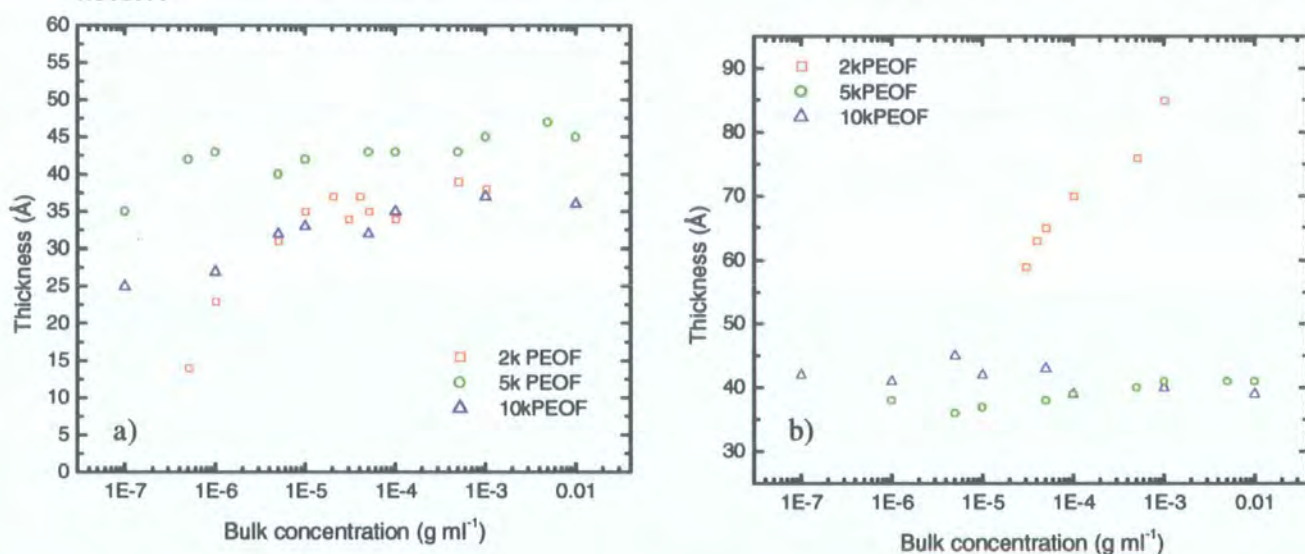 60
55
50
45
40
35
30
25
20
15
10
5
0
Thickness (Å)
2k PEOF
5k PEOF
10kPEOF
a)
1E-7 1E-6 1E-5 1E-4 1E-3 0.01
Bulk concentration (g ml⁻¹)
90
80
70
60
50
40
30
Thickness (Å)
2kPEOF
5kPEOF
10kPEOF
b)
1E-7 1E-6 1E-5 1E-4 1E-3 0.01
Bulk concentration (g ml⁻¹)